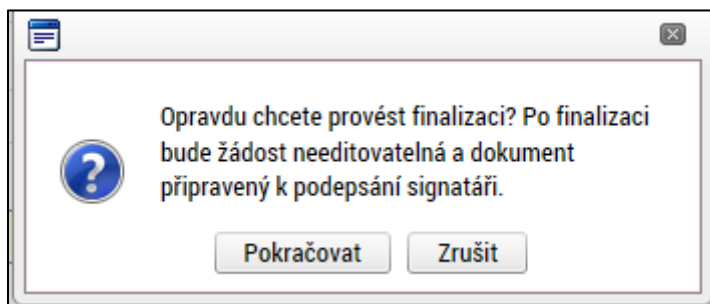 Opravdu chcete provést finalizaci? Po finalizaci
bude žádost needitovatelná a dokument
připravený k podepsání signatáři.
Pokračovat Zrušit